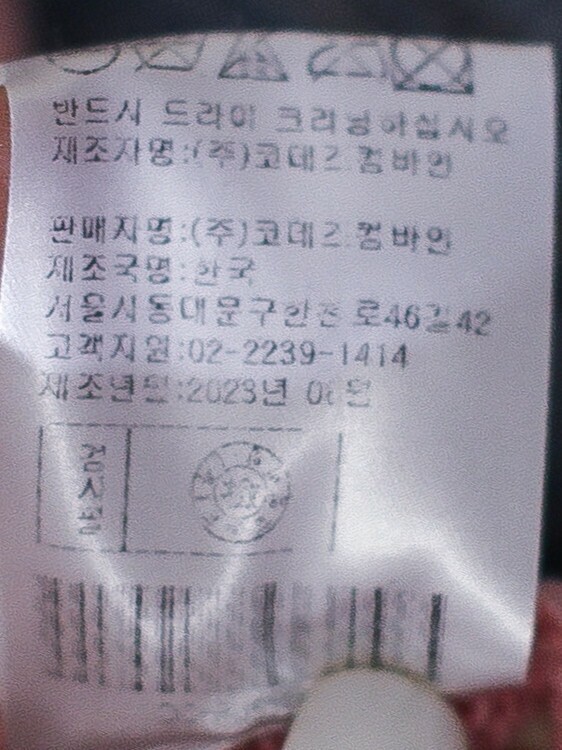 반드시 드라이 크리닝하십시오
제조자명:(주)코데즈컴바인
판매자명:(주)코데즈컴바인
제조국명:한국
서울시동대문구한천로46길42
고객지원:02-2239-1414
제조년월:2023년
검사필